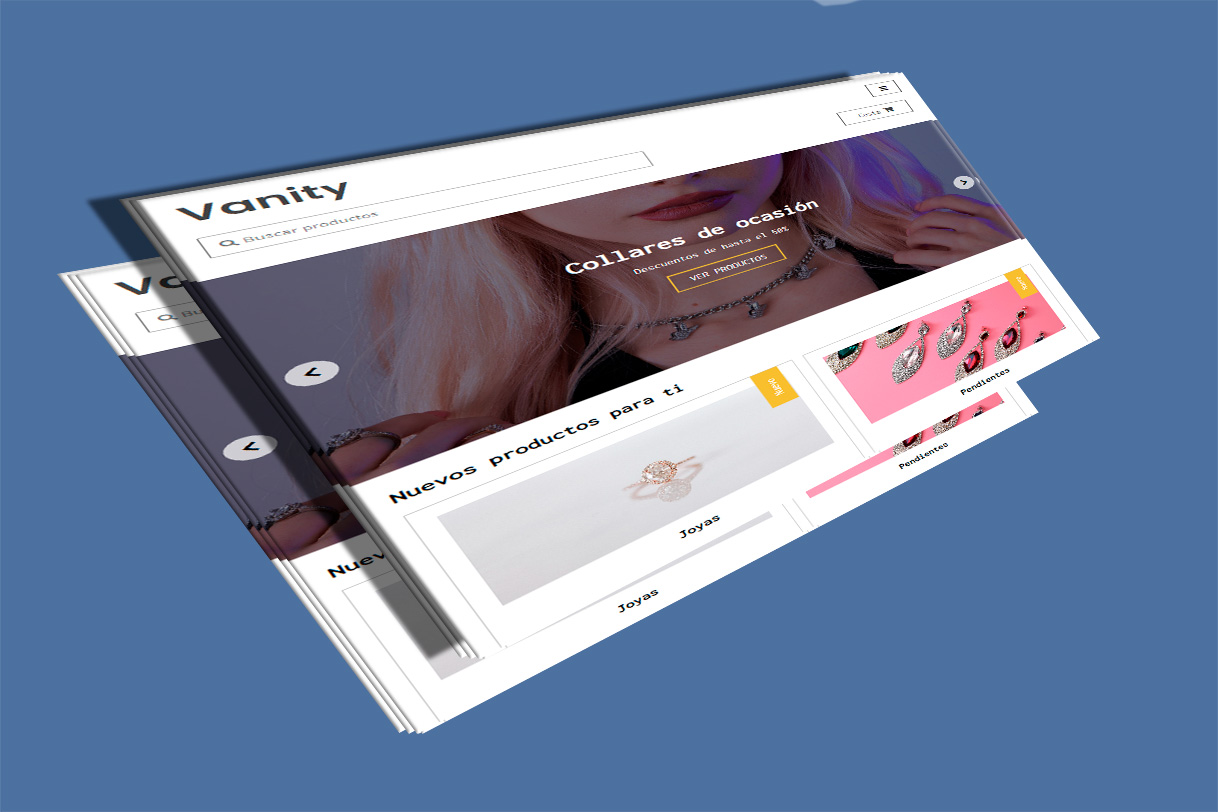 Vanity
Buscar productos
Cesta
Collares de ocasión
Descuentos de hasta el 50%
VER PRODUCTOS
Nuevos productos para ti
Nuevo
Joyas
Nuevo
Pendientes
Va
Bu
Nuev
Joyas
Pendientes